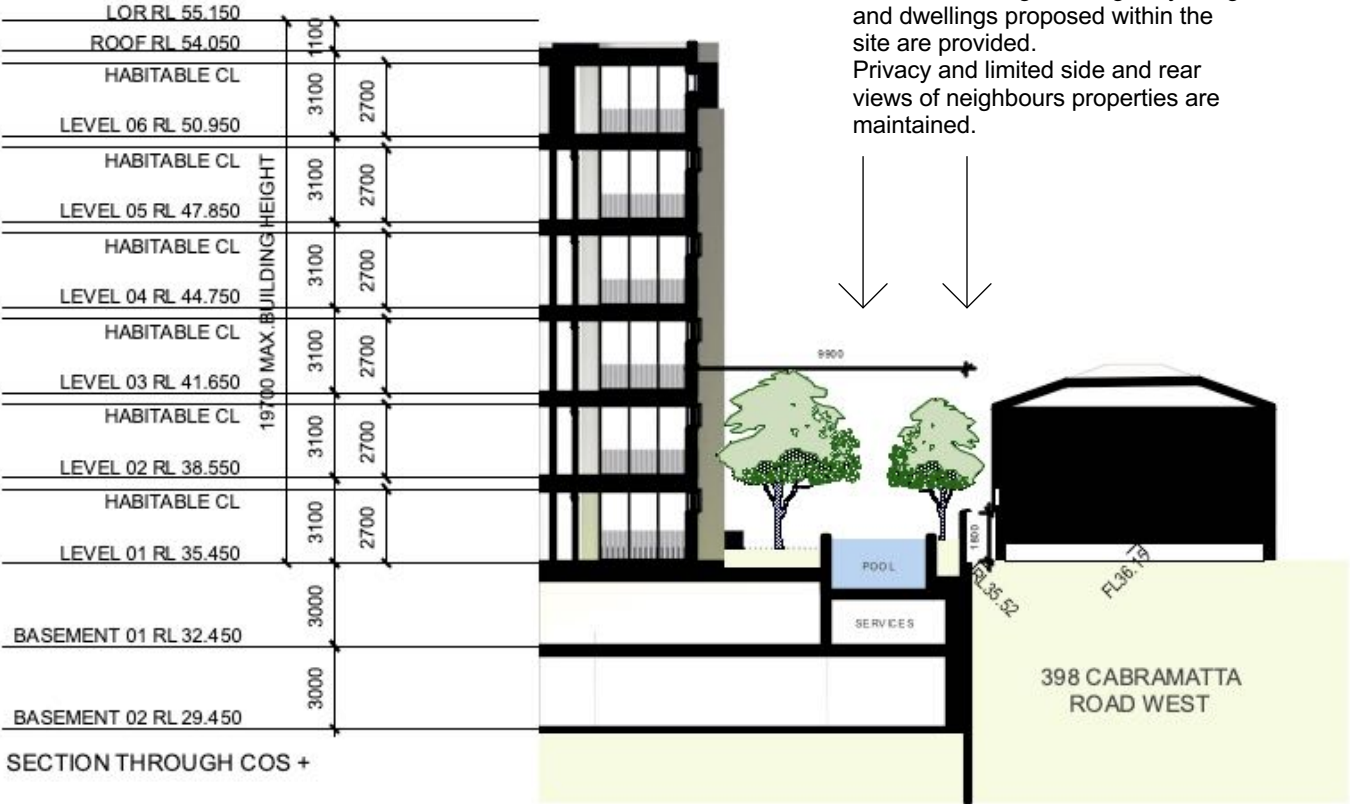 and dwellings proposed within the
site are provided.
Privacy and limited side and rear
views of neighbours properties are
maintained.
LOR RL 55.150
1100
ROOF RL 54.050
HABITABLE CL
3100
2700
LEVEL 06 RL 50.950
HABITABLE CL
3100
2700
LEVEL 05 RL 47.850
HABITABLE CL
3100
2700
LEVEL 04 RL 44.750
HABITABLE CL
3100
2700
LEVEL 03 RL 41.650
HABITABLE CL
3100
2700
LEVEL 02 RL 38.550
HABITABLE CL
3100
2700
LEVEL 01 RL 35.450
19700 MAX.BUILDING HEIGHT
3000
BASEMENT 01 RL 32.450
3000
BASEMENT 02 RL 29.450
9900
1800
POOL
SERVICES
RL35.52
FL36.15
398 CABRAMATTA
ROAD WEST
SECTION THROUGH COS +